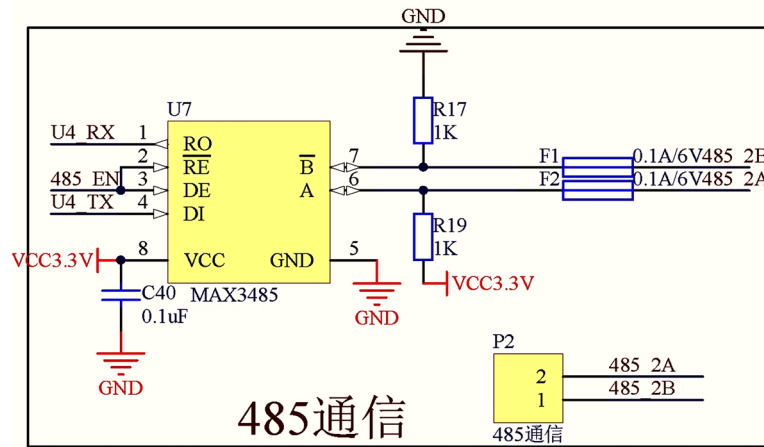 GND
U7
R17
1K
U4_RX
1
RO
2
RE
B
7
F1
0.1A/6V
485_2B
485_EN
3
DE
A
6
F2
0.1A/6V
485_2A
U4_TX
4
DI
R19
1K
VCC3.3V
8
VCC
GND
5
VCC3.3V
C40
0.1uF
MAX3485
GND
GND
P2
2
485_2A
1
485_2B
485通信
485通信